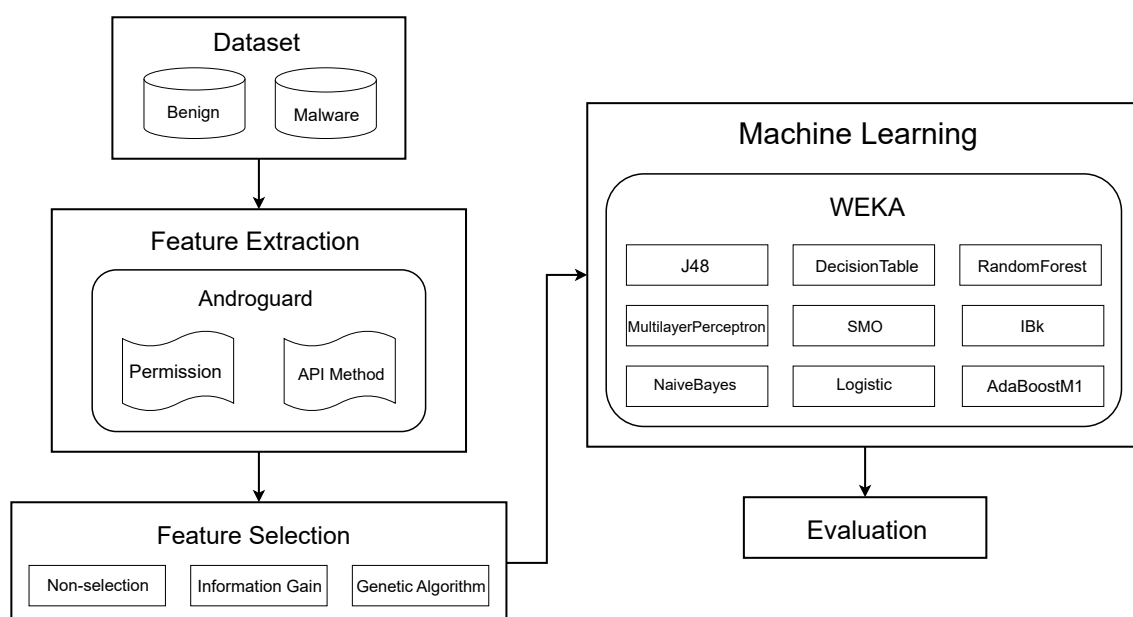 Dataset
Benign
Malware
Feature Extraction
Androguard
Permission
API Method
Feature Selection
Non-selection
Information Gain
Genetic Algorithm
Machine Learning
WEKA
J48
DecisionTable
RandomForest
MultilayerPerceptron
SMO
IBk
NaiveBayes
Logistic
AdaBoostM1
Evaluation